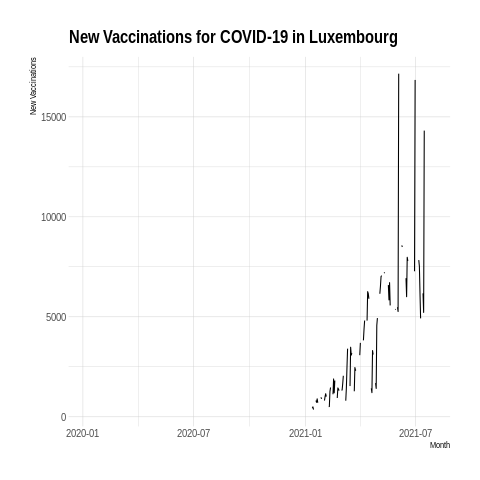 New Vaccinations for COVID-19 in Luxembourg
New Vaccinations
15000
10000
5000
0
2020-01
2020-07
2021-01
2021-07
Month